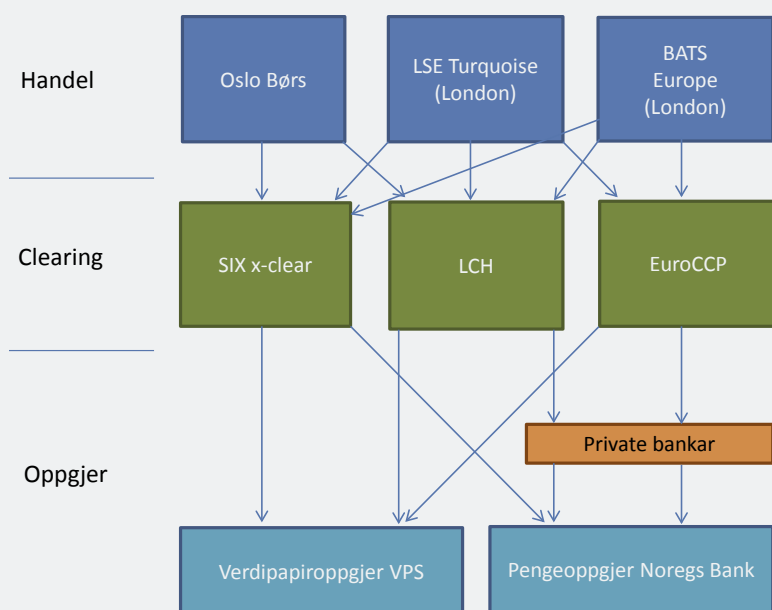 Handel
Oslo Børs
LSE Turquoise
(London)
BATS
Europe
(London)
Clearing
SIX x-clear
LCH
EuroCCP
Oppgjer
Private bankar
Verdipapiroppgjer VPS
Pengeoppgjer Noregs Bank